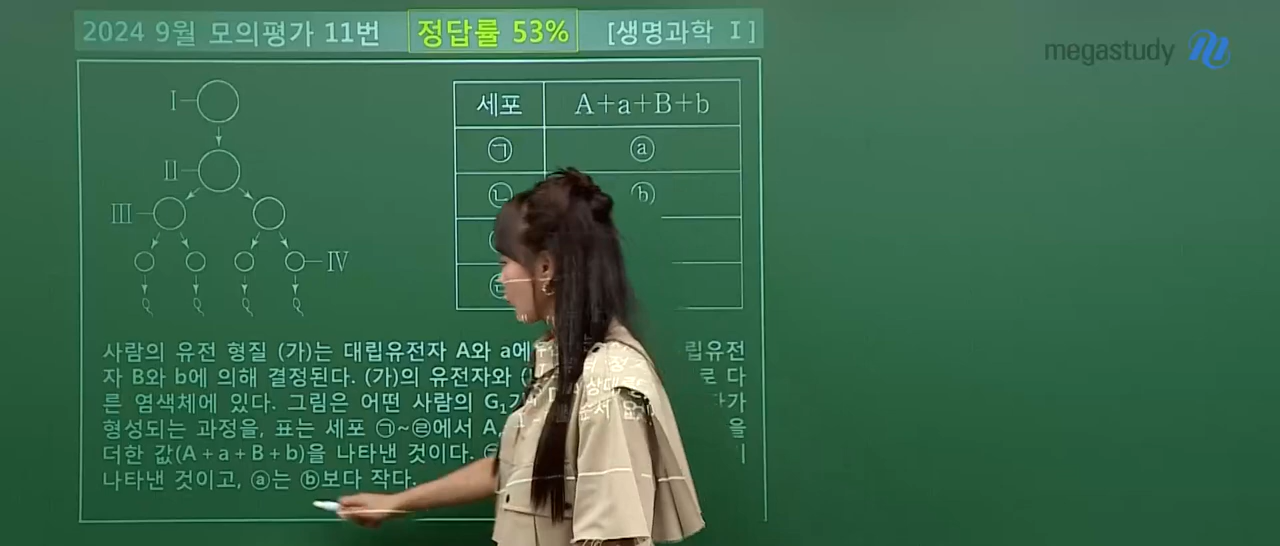 2024 9월 모의평가 11번 정답률 53% [생명과학 Ⅰ]
megastudy
Ⅰ
Ⅱ
Ⅲ
Ⅳ
세포 A+a+B+b
㉠ ⓐ
㉡ ⓑ
㉣
사람의 유전 형질 (가)는 대립유전자 A와 a에 립유전
자 B와 b에 의해 결정된다. (가)의 유전자와 로 다
른 염색체에 있다. 그림은 어떤 사람의 G₁기
형성되는 과정을, 표는 세포 ㉠~㉣에서 A, 을
더한 값(A+a+B+b)을 나타낸 것이다.
나타낸 것이고, ⓐ는 ⓑ보다 작다.